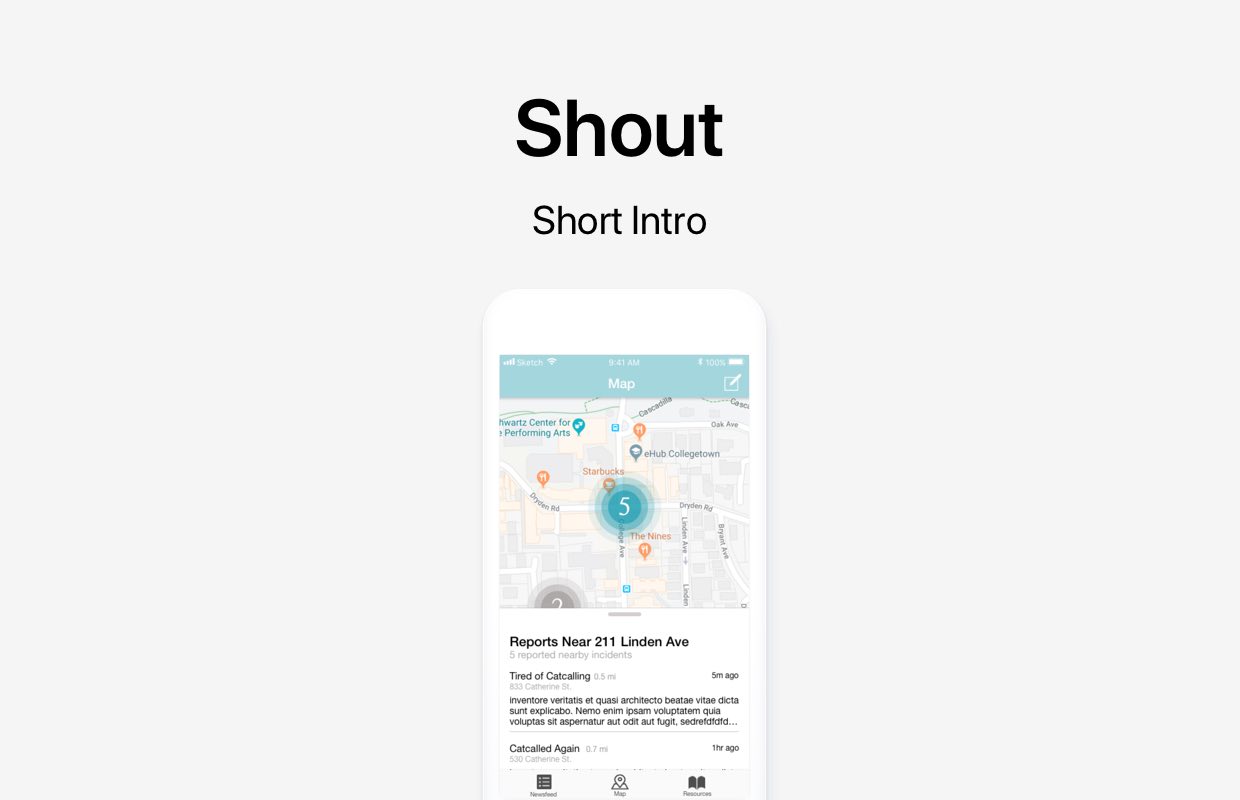 Shout
Short Intro
Sketch 9:41 AM 100%
Map
Cascadilla
Oak Ave
hwartz Center for
e Performing Arts
eHub Collegetown
Starbucks
5
Dryden Rd
Dryden Rd
College Ave
Linden Ave
Bryant Ave
The Nines
Linden
2
Reports Near 211 Linden Ave
5 reported nearby incidents
Tired of Catcalling 0.5 mi 5m ago
833 Catherine St.
inventore veritatis et quasi architecto beatae vitae dicta
sunt explicabo. Nemo enim ipsam voluptatem quia
voluptas sit aspernatur aut odit aut fugit, sedrefdfdfd...
Catcalled Again 0.7 mi 1hr ago
530 Catherine St.
Newsfeed Map Resources